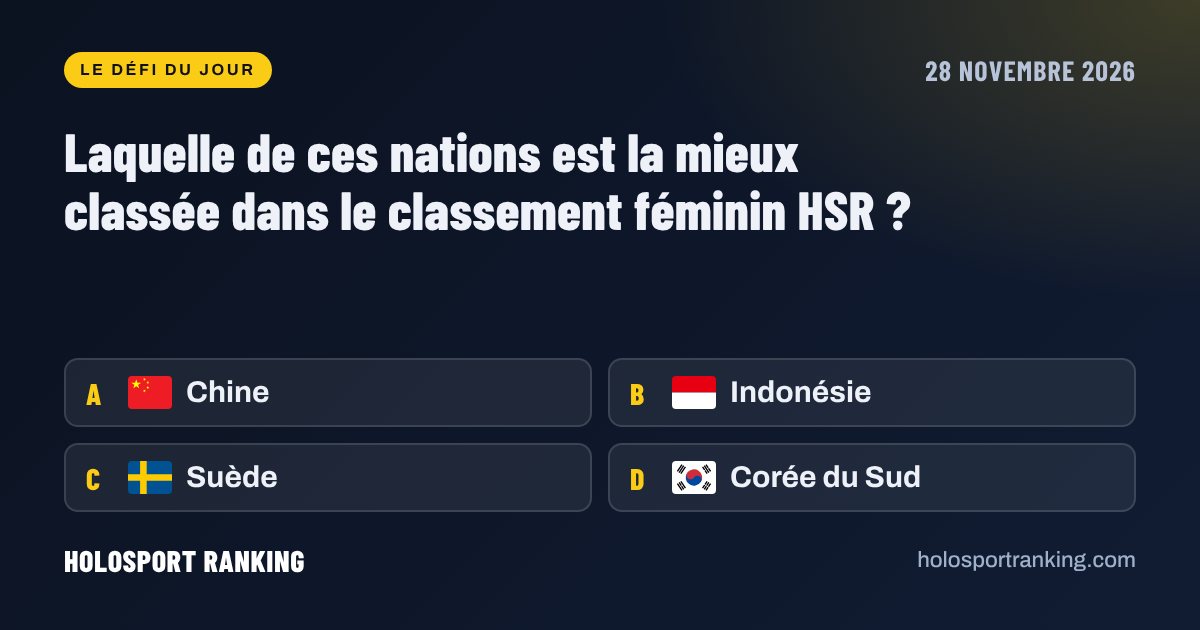 LE DÉFI DU JOUR
28 NOVEMBRE 2026
Laquelle de ces nations est la mieux
classée dans le classement féminin HSR ?
A Chine
B Indonésie
C Suède
D Corée du Sud
HOLOSPORT RANKING
holosportranking.com